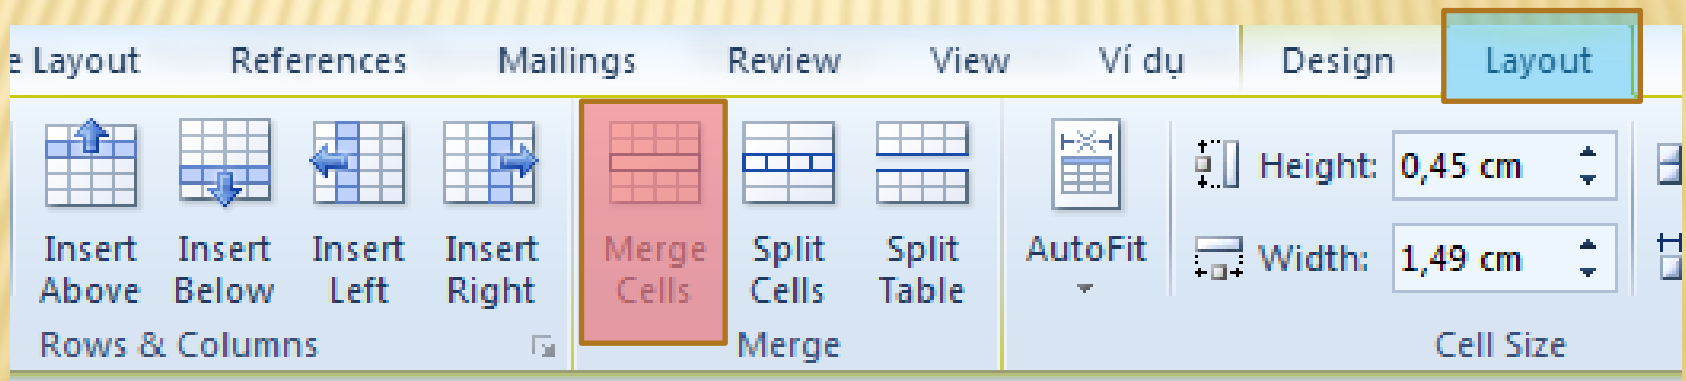 e Layout References Mailings Review View Ví dụ Design Layout
Insert Above
Insert Below
Insert Left
Insert Right
Merge Cells
Split Cells
Split Table
AutoFit
Height: 0,45 cm
Width: 1,49 cm
Rows & Columns Merge Cell Size